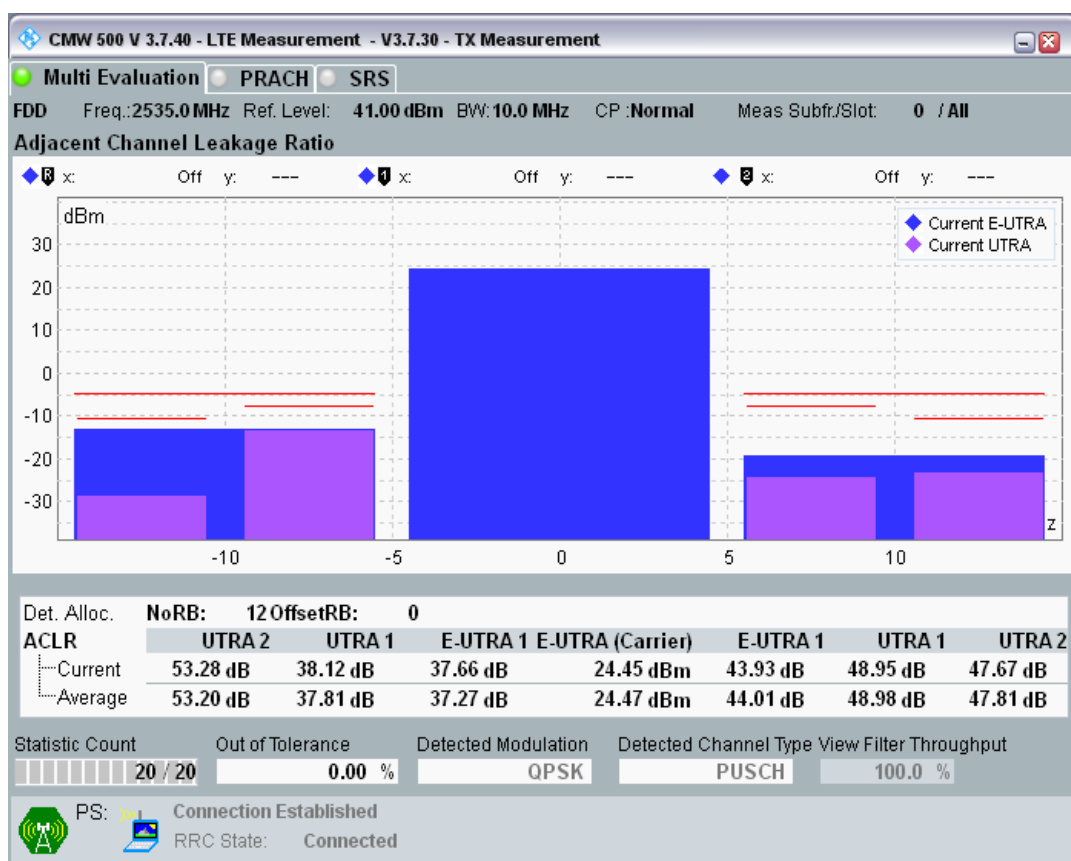 CMW 500 V 3.7.40 - LTE Measurement - V3.7.30 - TX Measurement
Multi Evaluation PRACH SRS
FDD Freq.:2535.0 MHz Ref. Level: 41.00 dBm BW:10.0 MHz CP :Normal Meas Subfr./Slot: 0 / All
Adjacent Channel Leakage Ratio
R x: Off y: --- 1 x: Off y: --- 2 x: Off y: ---
dBm
Current E-UTRA
Current UTRA
30
20
10
0
-10
-20
-30
z
-10 -5 0 5 10
Det. Alloc. NoRB: 12 OffsetRB: 0
ACLR UTRA 2 UTRA 1 E-UTRA 1 E-UTRA (Carrier) E-UTRA 1 UTRA 1 UTRA 2
Current 53.28 dB 38.12 dB 37.66 dB 24.45 dBm 43.93 dB 48.95 dB 47.67 dB
Average 53.20 dB 37.81 dB 37.27 dB 24.47 dBm 44.01 dB 48.98 dB 47.81 dB
Statistic Count Out of Tolerance Detected Modulation Detected Channel Type View Filter Throughput
20 / 20 0.00 % QPSK PUSCH 100.0 %
PS: Connection Established
RRC State: Connected